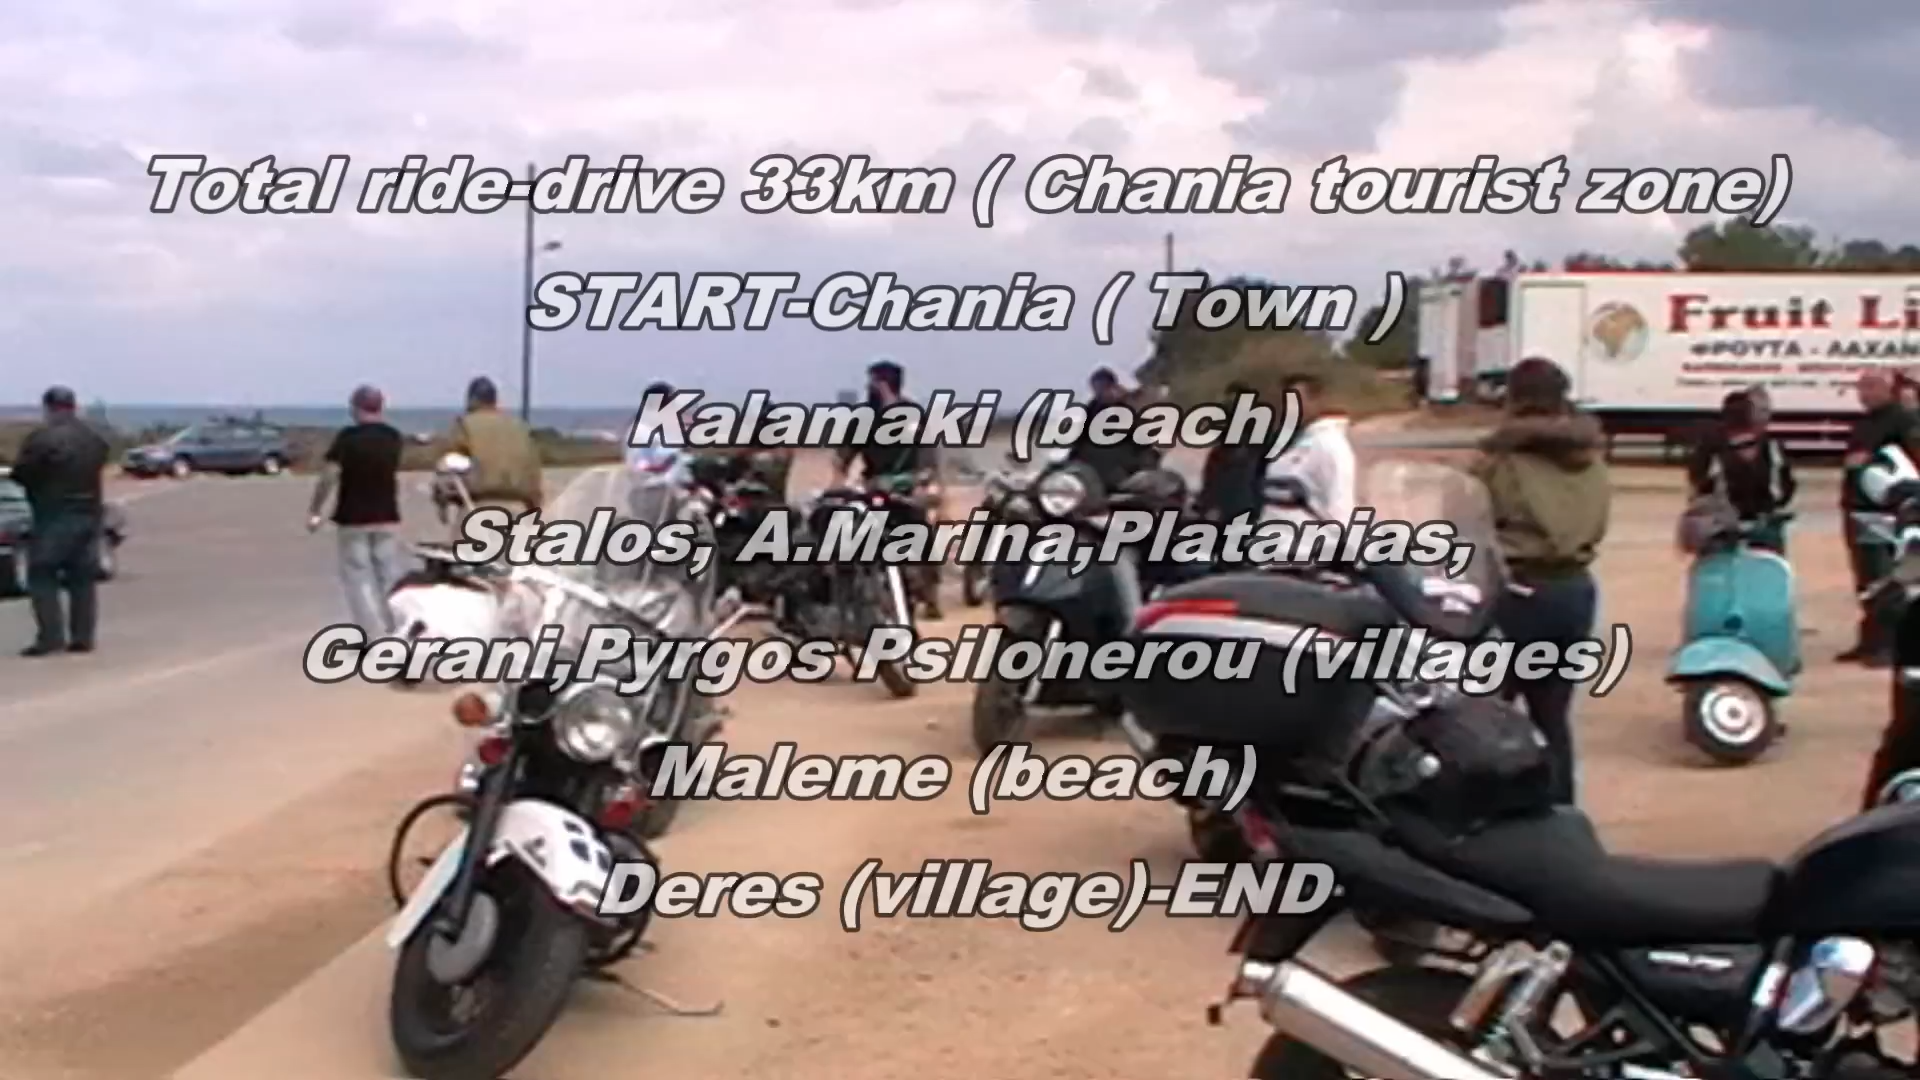 Total ride-drive 33km ( Chania tourist zone)
START-Chania ( Town )
Kalamaki (beach)
Stalos, A.Marina,Platanias,
Gerani,Pyrgos Psilonerou (villages)
Maleme (beach)
Deres (village)-END
Fruit Li
ΦΡΟΥΤΑ - ΛΑΧΑΝ